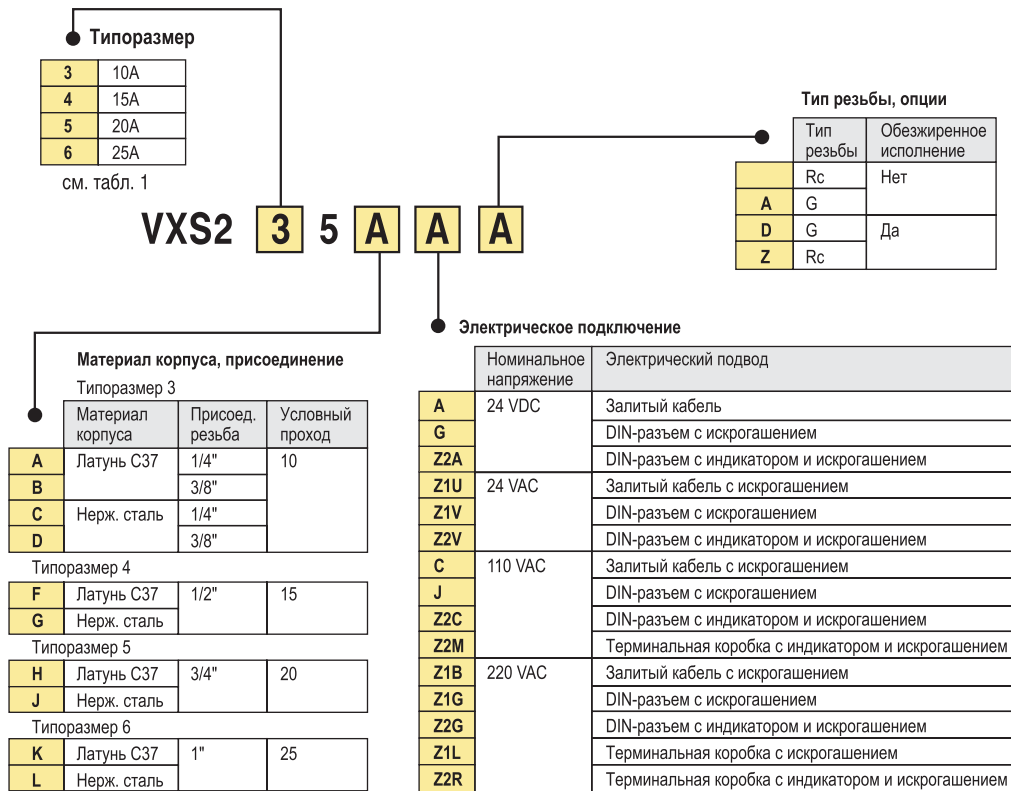 Типоразмер
3 10A
4 15A
5 20A
6 25A
см. табл. 1
VXS2 3 5 A A A
Тип резьбы, опции
Тип резьбы Обезжиренное исполнение
Rc Нет
A G
D G Да
Z Rc
Материал корпуса, присоединение
Типоразмер 3
Материал корпуса Присоед. резьба Условный проход
A Латунь С37 1/4" 10
B 3/8"
C Нерж. сталь 1/4"
D 3/8"
Типоразмер 4
F Латунь С37 1/2" 15
G Нерж. сталь
Типоразмер 5
H Латунь С37 3/4" 20
J Нерж. сталь
Типоразмер 6
K Латунь С37 1" 25
L Нерж. сталь
Электрическое подключение
Номинальное напряжение Электрический подвод
A 24 VDC Залитый кабель
G DIN-разъем с искрогашением
Z2A DIN-разъем с индикатором и искрогашением
Z1U 24 VAC Залитый кабель с искрогашением
Z1V DIN-разъем с искрогашением
Z2V DIN-разъем с индикатором и искрогашением
C 110 VAC Залитый кабель с искрогашением
J DIN-разъем с искрогашением
Z2C DIN-разъем с индикатором и искрогашением
Z2M Терминальная коробка с индикатором и искрогашением
Z1B 220 VAC Залитый кабель с искрогашением
Z1G DIN-разъем с искрогашением
Z2G DIN-разъем с индикатором и искрогашением
Z1L Терминальная коробка с искрогашением
Z2R Терминальная коробка с индикатором и искрогашением